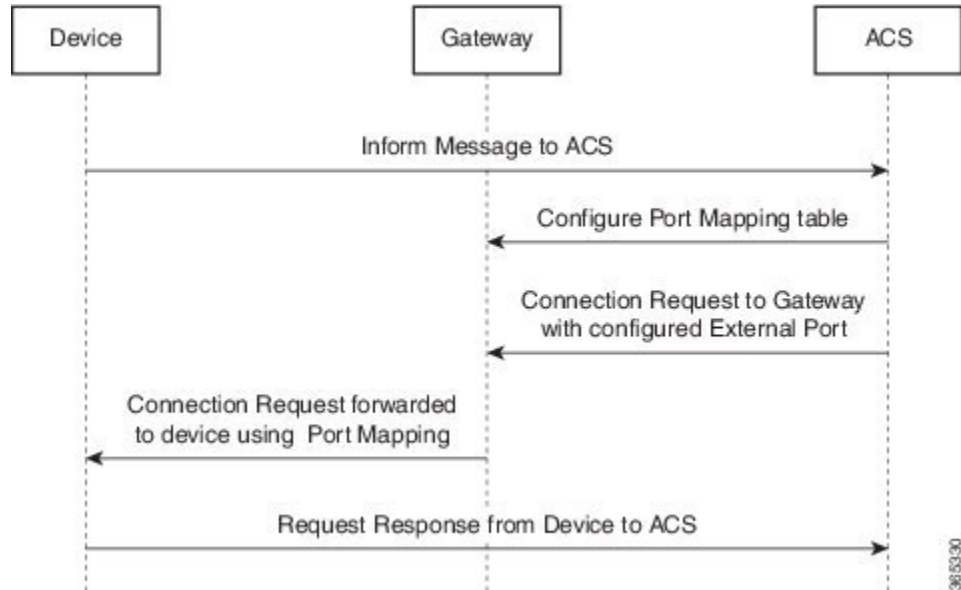 Device
Gateway
ACS
Inform Message to ACS
Configure Port Mapping table
Connection Request to Gateway
with configured External Port
Connection Request forwarded
to device using Port Mapping
Request Response from Device to ACS
365330